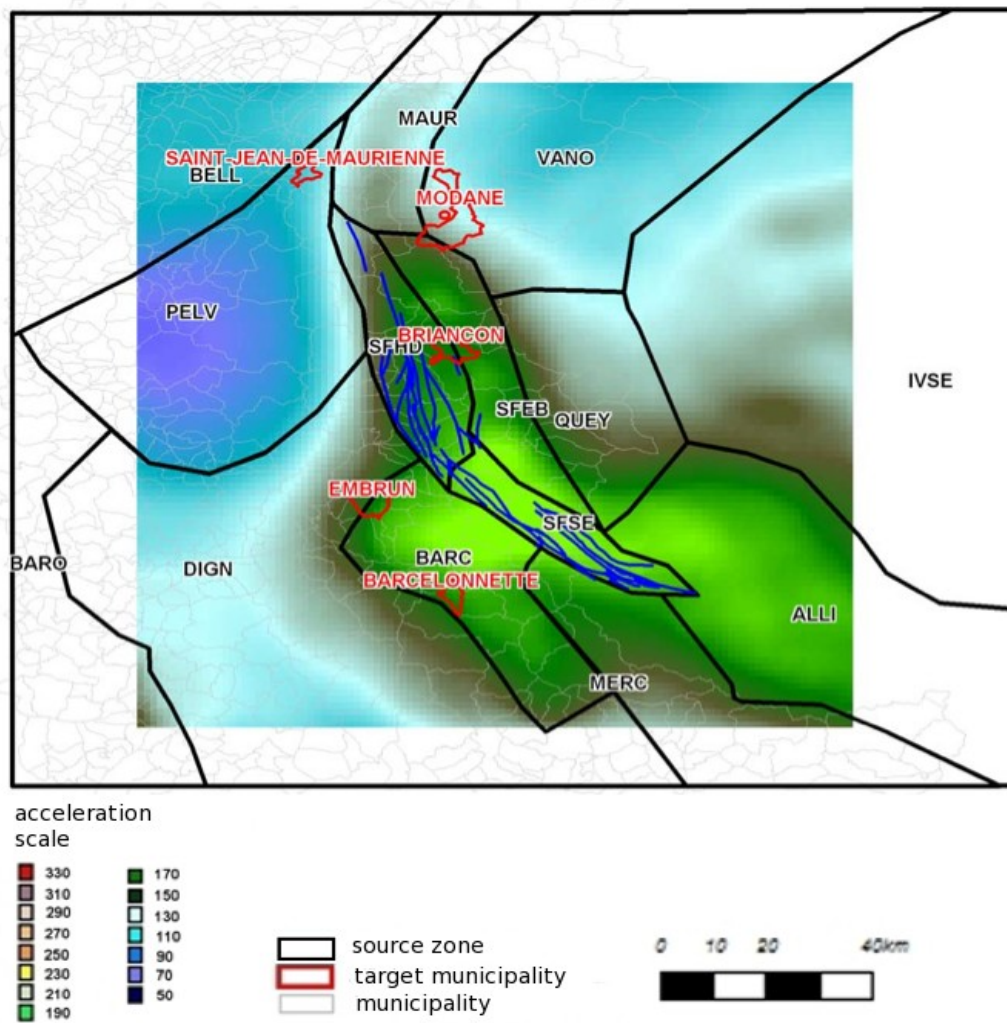 MAUR
SAINT-JEAN-DE-MAURIENNE
VANO
BELL
MODANE
PELV
BRIANCON
SFHD
IVSE
SFEB
QUEY
EMBRUN
SFSE
BARC
BARO
DIGN
BARCELONNETTE
ALLI
MERC
acceleration
scale
330
310
290
270
250
230
210
190
170
150
130
110
90
70
50
source zone
target municipality
municipality
0 10 20 40km